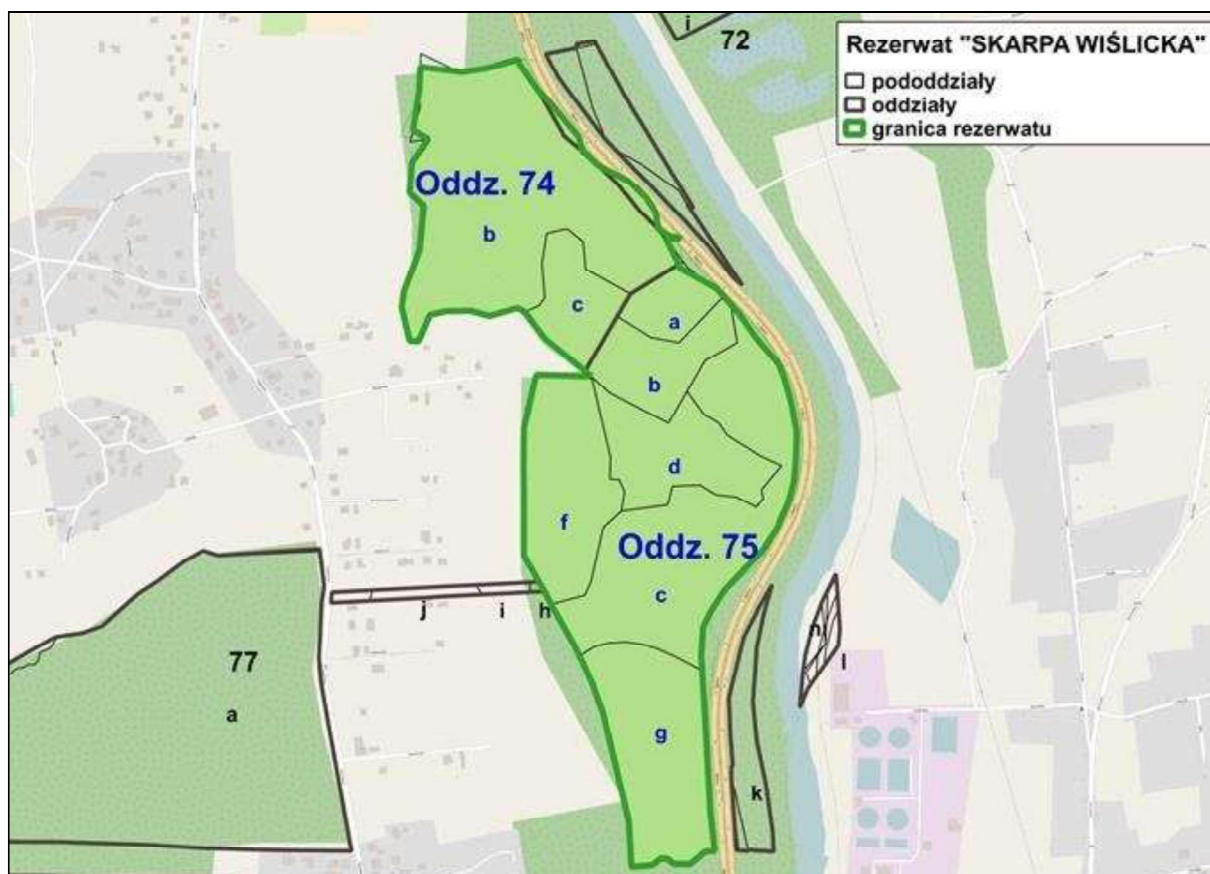 i
72
Rezerwat "SKARPA WIŚLICKA"
pododdziały
oddziały
granica rezerwatu
Oddz. 74
b
c
a
b
d
f
Oddz. 75
c
j
i
h
n
l
77
a
g
k